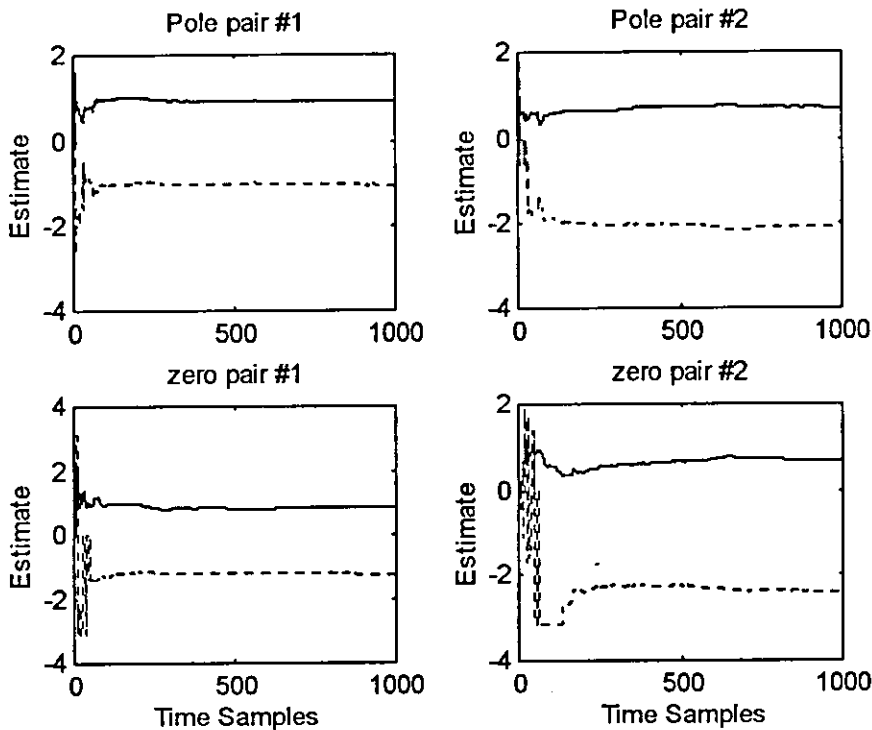 Pole pair #1
2
0
-2
-4
Estimate
0
500
1000
Pole pair #2
2
0
-2
-4
Estimate
0
500
1000
zero pair #1
4
2
0
-2
-4
Estimate
0
500
1000
Time Samples
zero pair #2
2
0
-2
-4
Estimate
0
500
1000
Time Samples